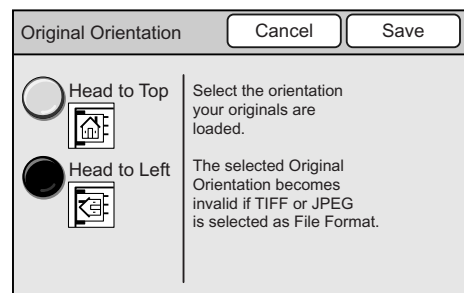 Original Orientation
Cancel
Save
Head to Top
Head to Left
Select the orientation
your originals are
loaded.
The selected Original
Orientation becomes
invalid if TIFF or JPEG
is selected as File Format.